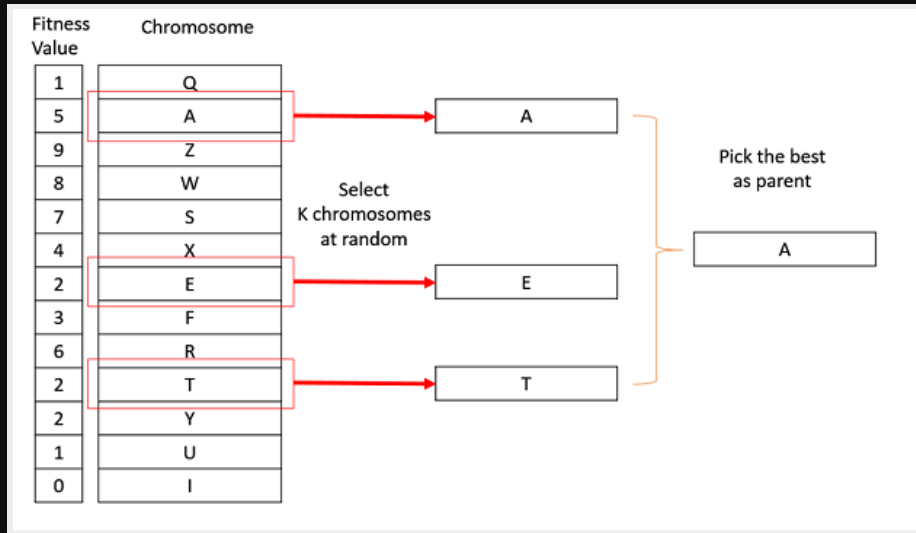 Fitness
Value
Chromosome
1 Q
5 A
9 Z
8 W
7 S
4 X
2 E
3 F
6 R
2 T
2 Y
1 U
0 I
Select
K chromosomes
at random
A
E
T
Pick the best
as parent
A